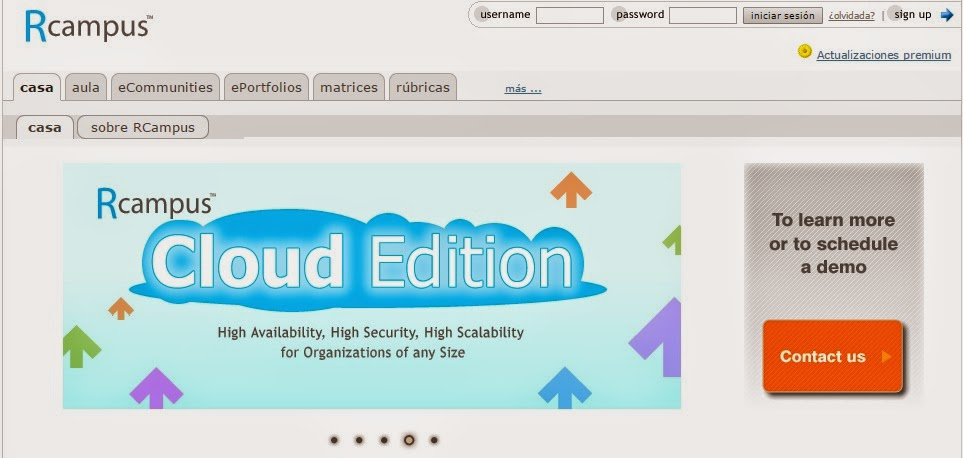 Rcampus™
username password iniciar sesión ¿olvidada? | sign up
Actualizaciones premium
casa aula eCommunities ePortfolios matrices rúbricas más ...
casa sobre RCampus
Rcampus™
Cloud Edition
High Availability, High Security, High Scalability
for Organizations of any Size
To learn more
or to schedule
a demo
Contact us